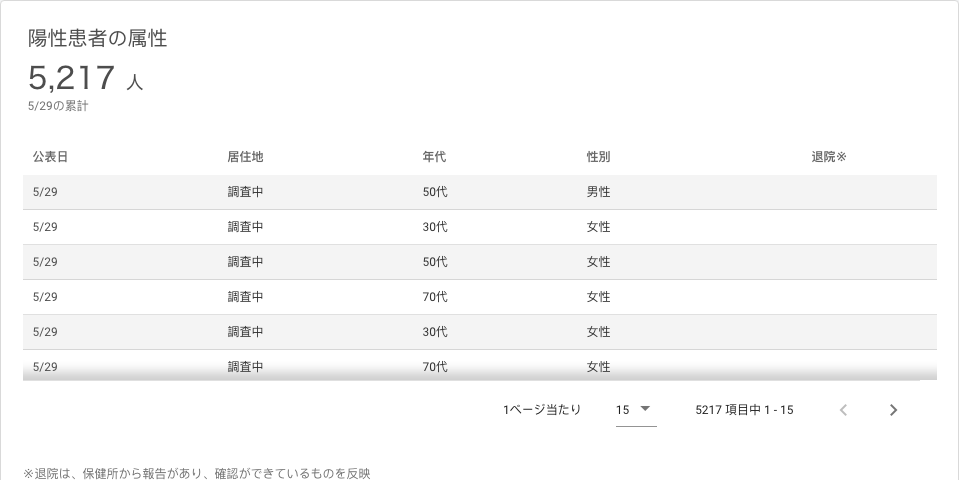 陽性患者の属性
5,217 人
5/29の累計
公表日 居住地 年代 性別 退院※
5/29 調査中 50代 男性
5/29 調査中 30代 女性
5/29 調査中 50代 女性
5/29 調査中 70代 女性
5/29 調査中 30代 女性
5/29 調査中 70代 女性
1ページ当たり 15 5217 項目中 1 - 15
※退院は、保健所から報告があり、確認ができているものを反映